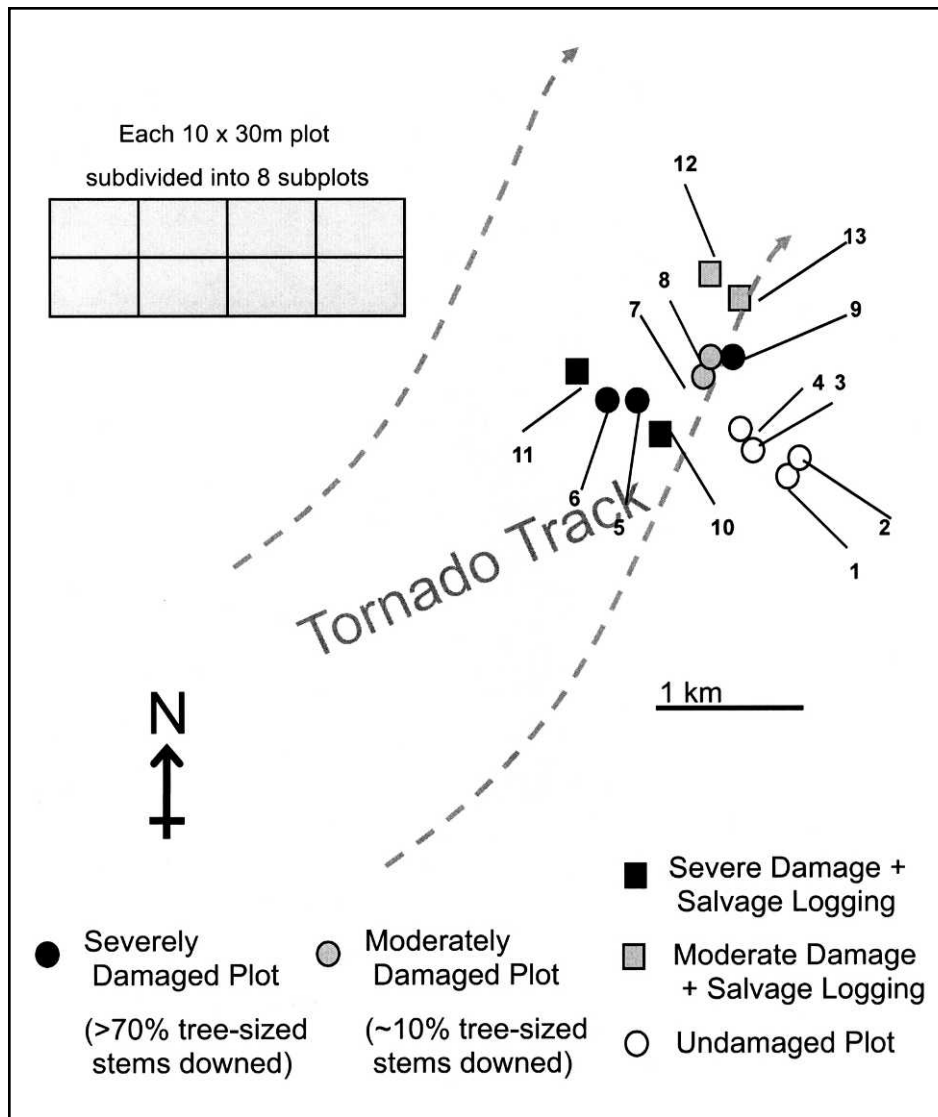 Each 10 x 30m plot
subdivided into 8 subplots
12
13
8
7
9
4 3
11
6
5
10
2
1
Tornado Track
1 km
N
Severe Damage +
Salvage Logging
Severely
Damaged Plot
(>70% tree-sized
stems downed)
Moderately
Damaged Plot
(~10% tree-sized
stems downed)
Moderate Damage
+ Salvage Logging
Undamaged Plot